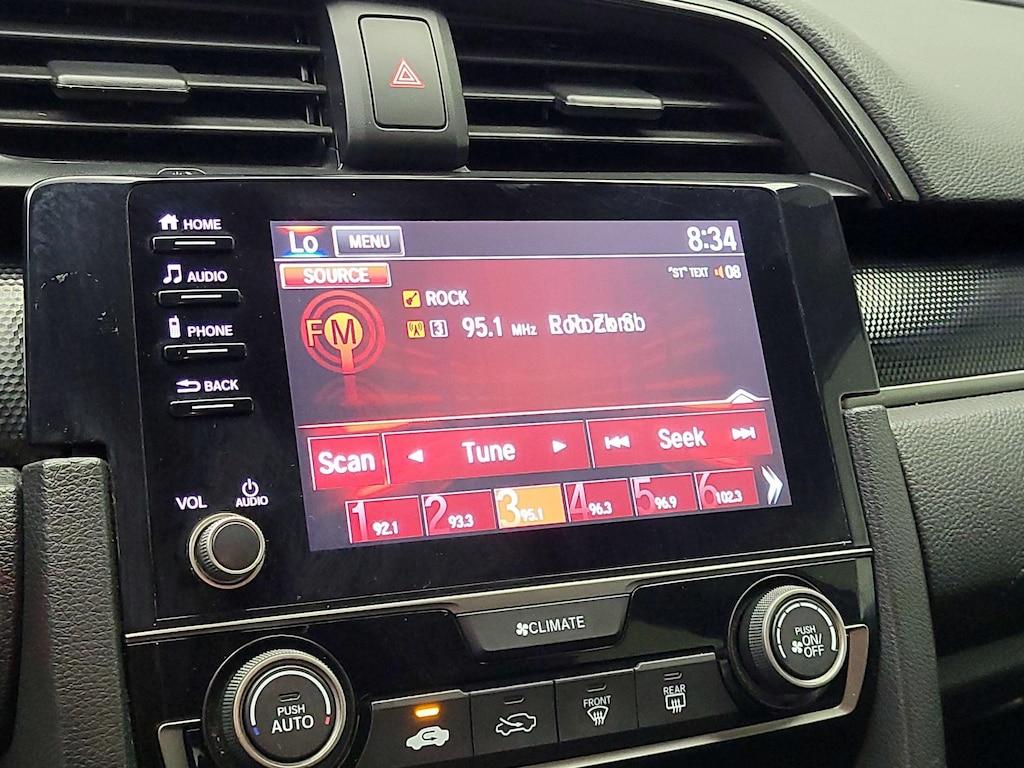 HOME
AUDIO
PHONE
BACK
VOL
AUDIO
Lo MENU 8:34
SOURCE "ST" TEXT 08
FM
ROCK
3 95.1 MHz
Scan Tune Seek
1 92.1 2 93.3 3 95.1 4 96.3 5 96.9 6 102.3
CLIMATE
PUSH
AUTO
FRONT
REAR
PUSH
ON/
OFF